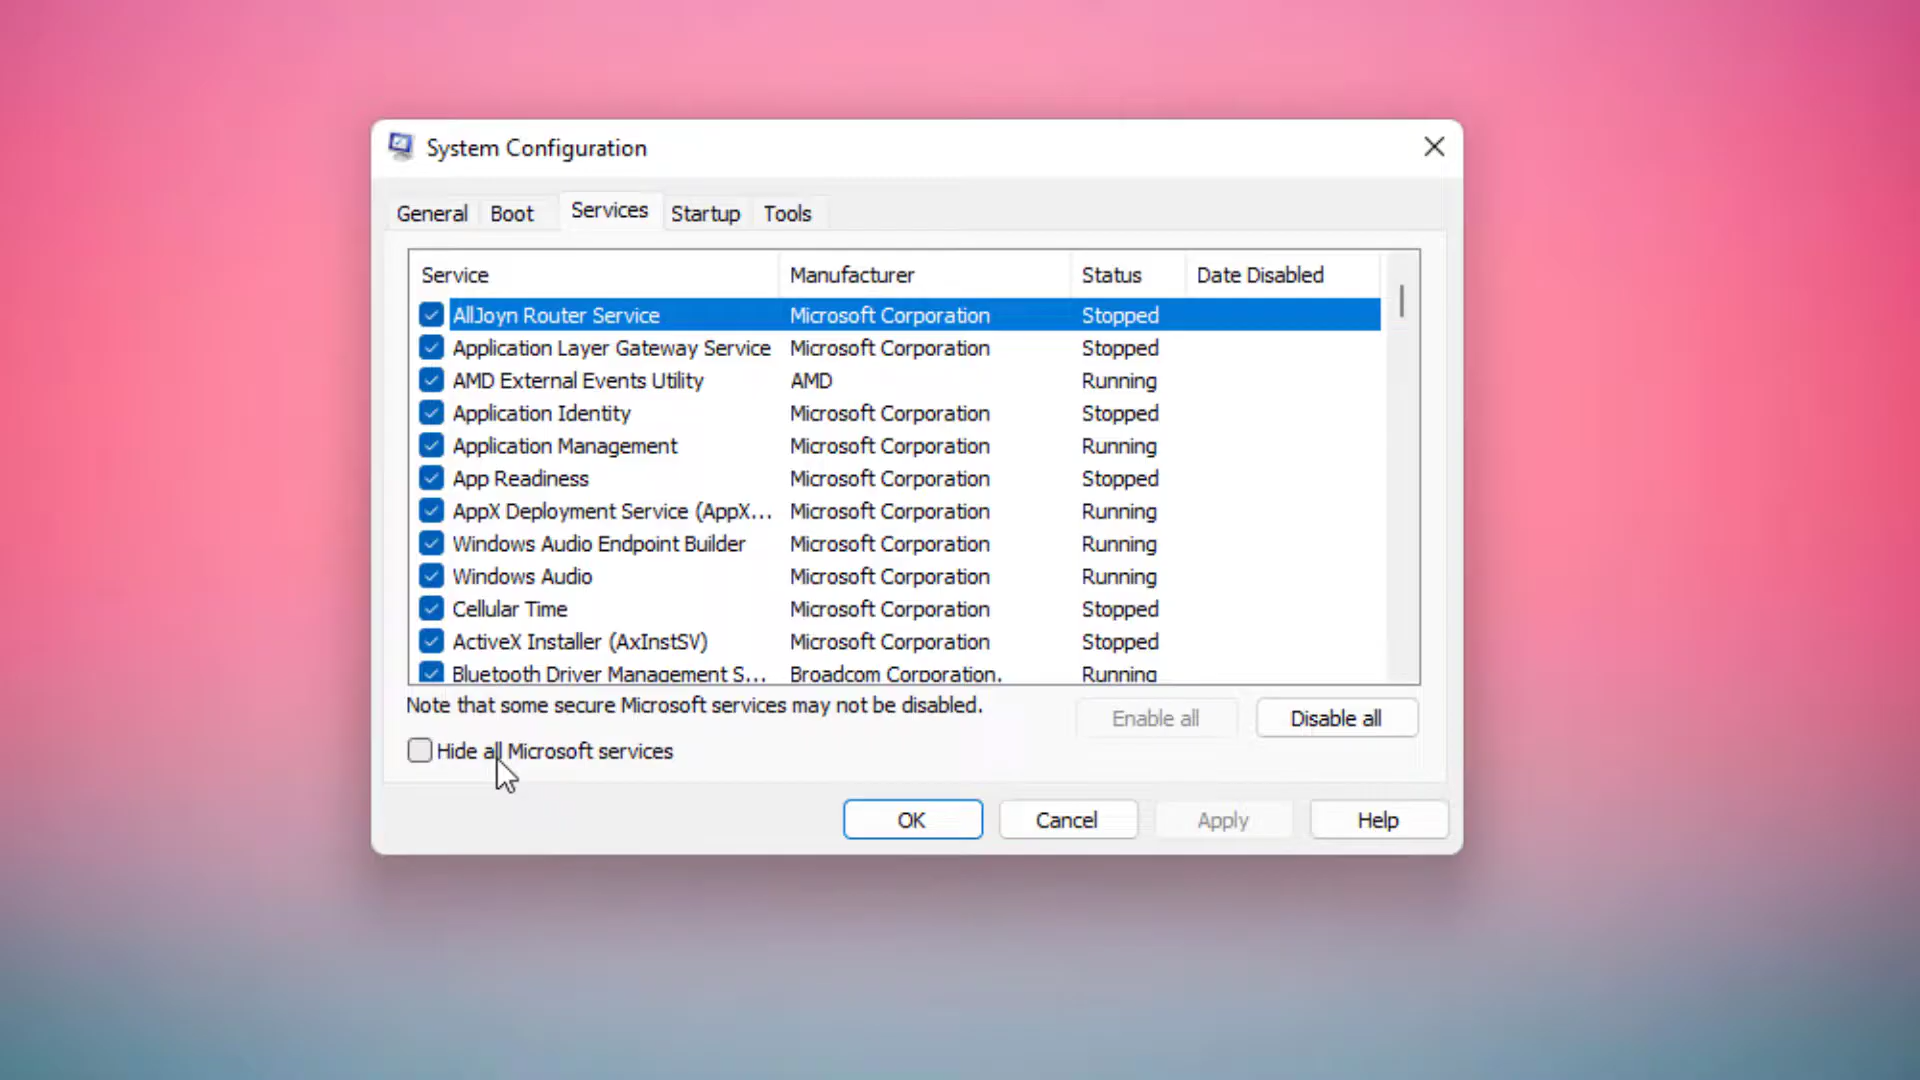 System Configuration
General Boot Services Startup Tools
Service Manufacturer Status Date Disabled
AllJoyn Router Service Microsoft Corporation Stopped
Application Layer Gateway Service Microsoft Corporation Stopped
AMD External Events Utility AMD Running
Application Identity Microsoft Corporation Stopped
Application Management Microsoft Corporation Running
App Readiness Microsoft Corporation Stopped
AppX Deployment Service (AppX... Microsoft Corporation Running
Windows Audio Endpoint Builder Microsoft Corporation Running
Windows Audio Microsoft Corporation Running
Cellular Time Microsoft Corporation Stopped
ActiveX Installer (AxInstSV) Microsoft Corporation Stopped
Bluetooth Driver Management S... Broadcom Corporation. Running
Note that some secure Microsoft services may not be disabled.
Enable all Disable all
Hide all Microsoft services
OK Cancel Apply Help